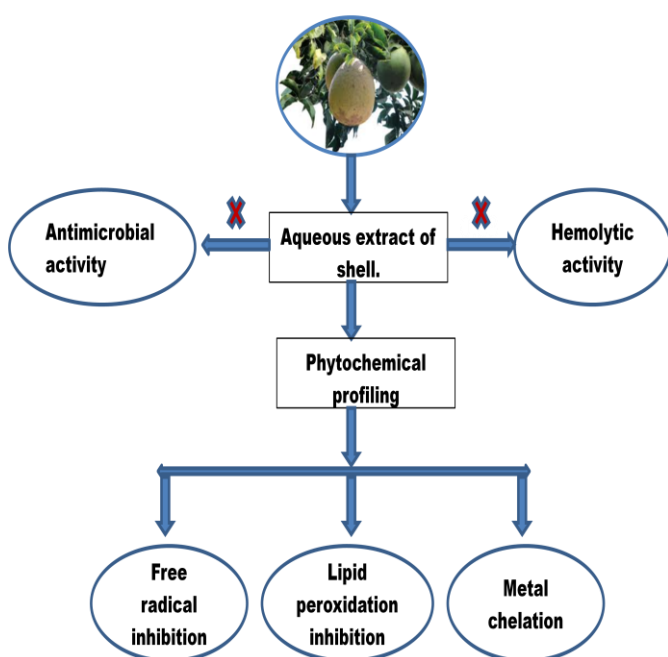 Antimicrobial
activity
X
Aqueous extract of
shell.
X
Hemolytic
activity
Phytochemical
profiling
Free
radical
inhibition
Lipid
peroxidation
inhibition
Metal
chelation